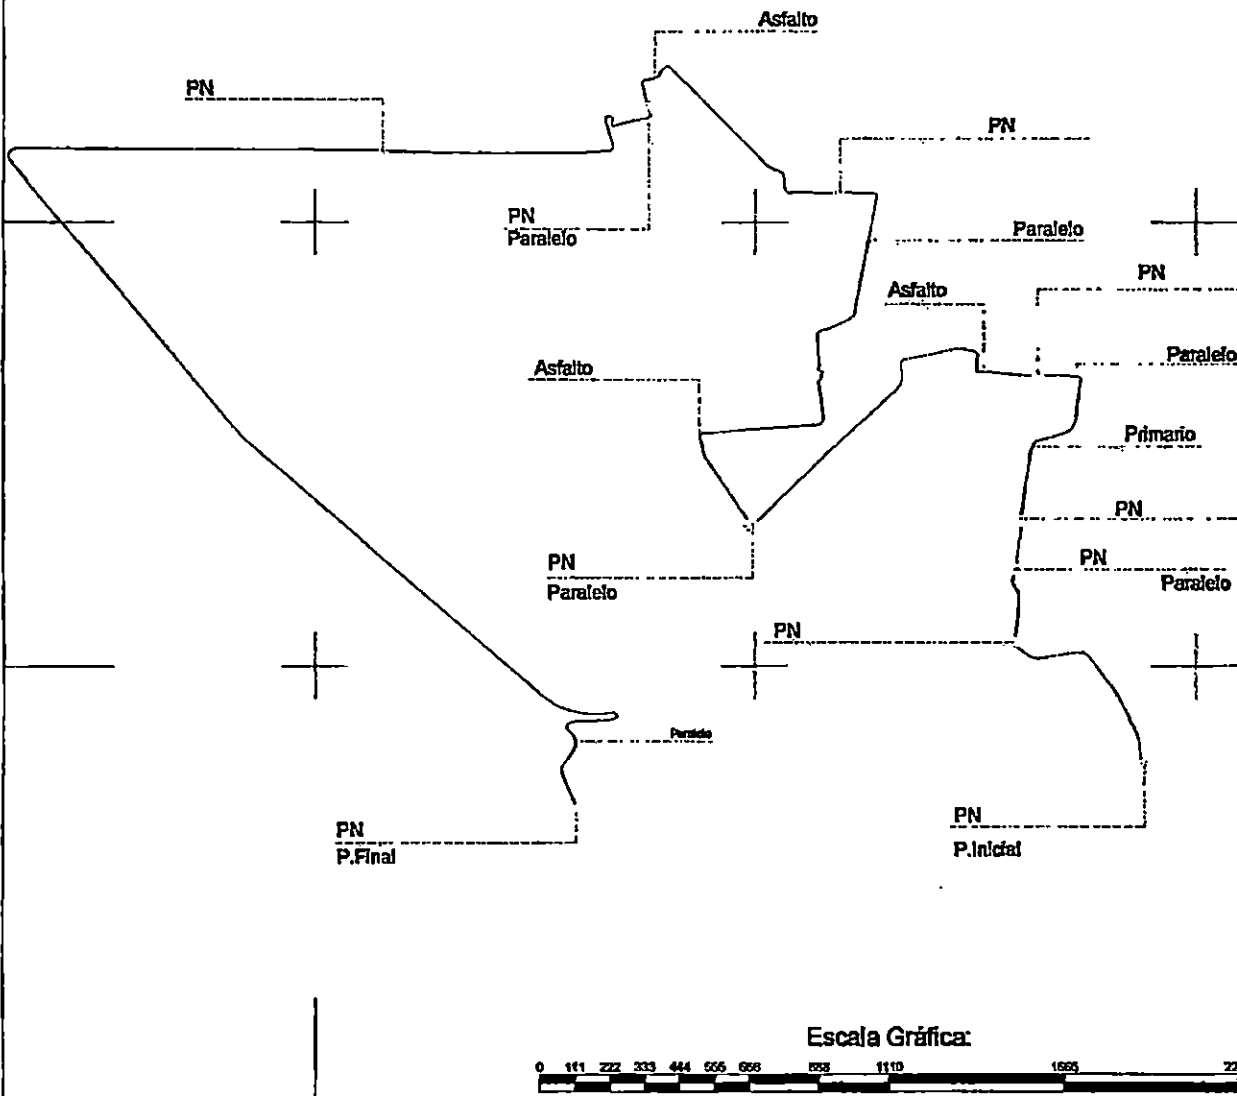 Asfalto
PN
PN
PN
Paralelo
Paralelo
PN
Asfalto
Paralelo
Asfalto
Primario
PN
PN
Paralelo
PN
Paralelo
PN
Paralelo
PN
P.Final
PN
P.Inicial
Escala Gráfica:
0 111 222 333 444 555 666 888 1110 1665